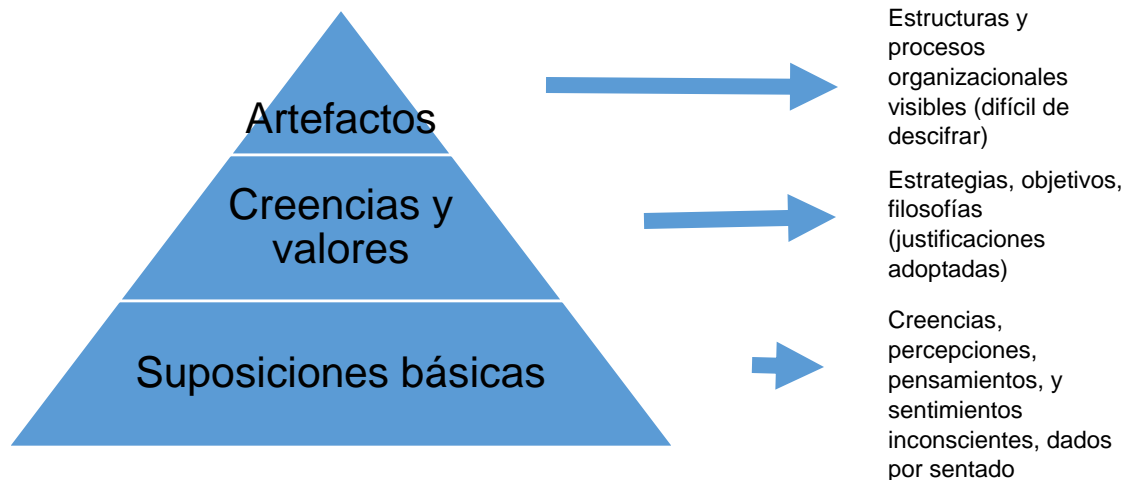 Artefactos
Estructuras y
procesos
organizacionales
visibles (difícil de
descifrar)
Creencias y
valores
Estrategias, objetivos,
filosofías
(justificaciones
adoptadas)
Suposiciones básicas
Creencias,
percepciones,
pensamientos, y
sentimientos
inconscientes, dados
por sentado